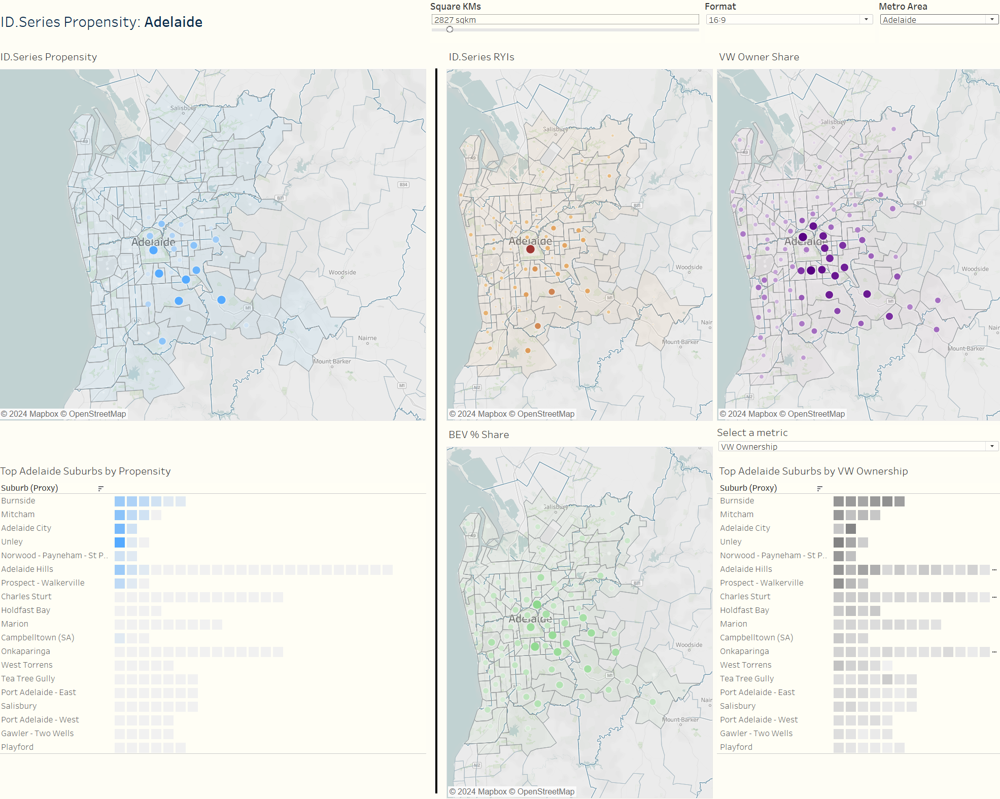 Square KMs
Format
Metro Area
ID.Series Propensity: Adelaide
2827 sqkm
16:9
Adelaide
ID.Series Propensity
Salisbury
A9
B34
B31
Adelaide
Woodside
M1
M2
Nairne
Mount Barker
M1
© 2024 Mapbox © OpenStreetMap
ID.Series RYIs
Salisbury
A9
B31
Adelaide
Woodside
M1
Nair
Mount Barker
M2
© 2024 Mapbox © OpenStreetMap
VW Owner Share
Salisbury
A9
B31
Adelaide
Woodside
M1
Nair
Mount Barker
M2
© 2024 Mapbox © OpenStreetMap
Top Adelaide Suburbs by Propensity
Suburb (Proxy)
Burnside
Mitcham
Adelaide City
Unley
Norwood - Payneham - St P..
Adelaide Hills
Prospect - Walkerville
Charles Sturt
Holdfast Bay
Marion
Campbelltown (SA)
Onkaparinga
West Torrens
Tea Tree Gully
Port Adelaide - East
Salisbury
Port Adelaide - West
Gawler - Two Wells
Playford
BEV % Share
Salisbury
A9
B31
Adelaide
Woodside
M1
Nair
Mount Barker
M2
© 2024 Mapbox © OpenStreetMap
Select a metric
VW Ownership
Top Adelaide Suburbs by VW Ownership
Suburb (Proxy)
Burnside
Mitcham
Adelaide City
Unley
Norwood - Payneham - St P..
Adelaide Hills
Prospect - Walkerville
Charles Sturt
Holdfast Bay
Marion
Campbelltown (SA)
Onkaparinga
West Torrens
Tea Tree Gully
Port Adelaide - East
Salisbury
Port Adelaide - West
Gawler - Two Wells
Playford